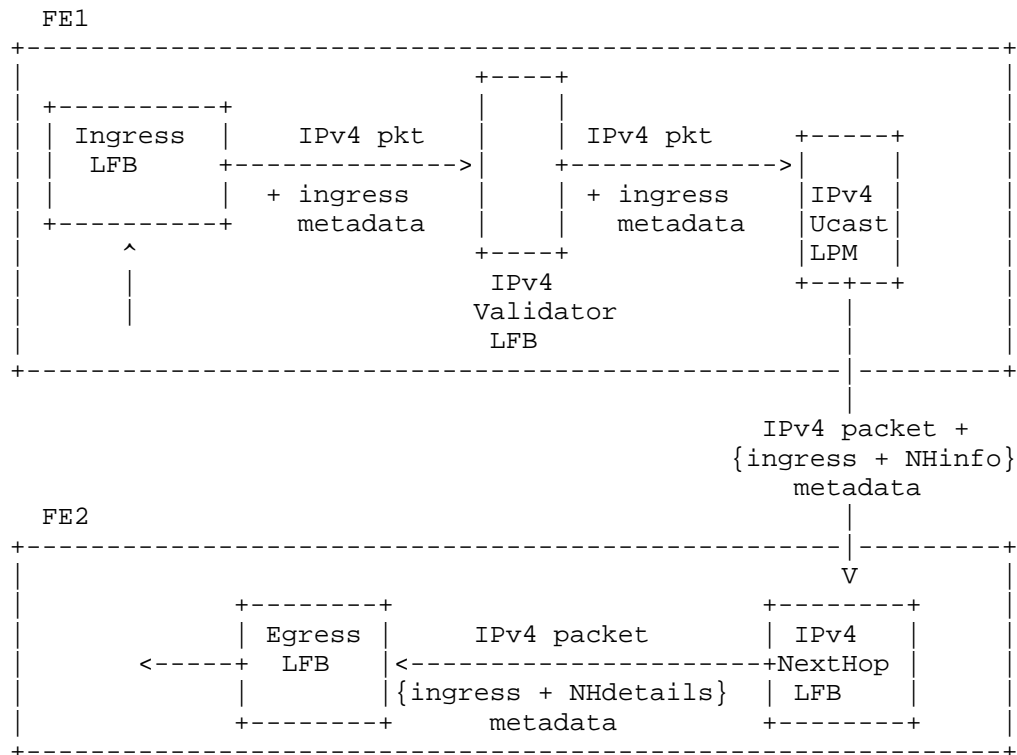 FE1
Ingress IPv4 pkt IPv4 pkt
LFB
+ ingress + ingress IPv4
metadata metadata Ucast
LPM
IPv4
Validator
LFB
IPv4 packet +
{ingress + NHinfo}
metadata
FE2
V
Egress IPv4 packet IPv4
LFB NextHop
{ingress + NHdetails} LFB
metadata